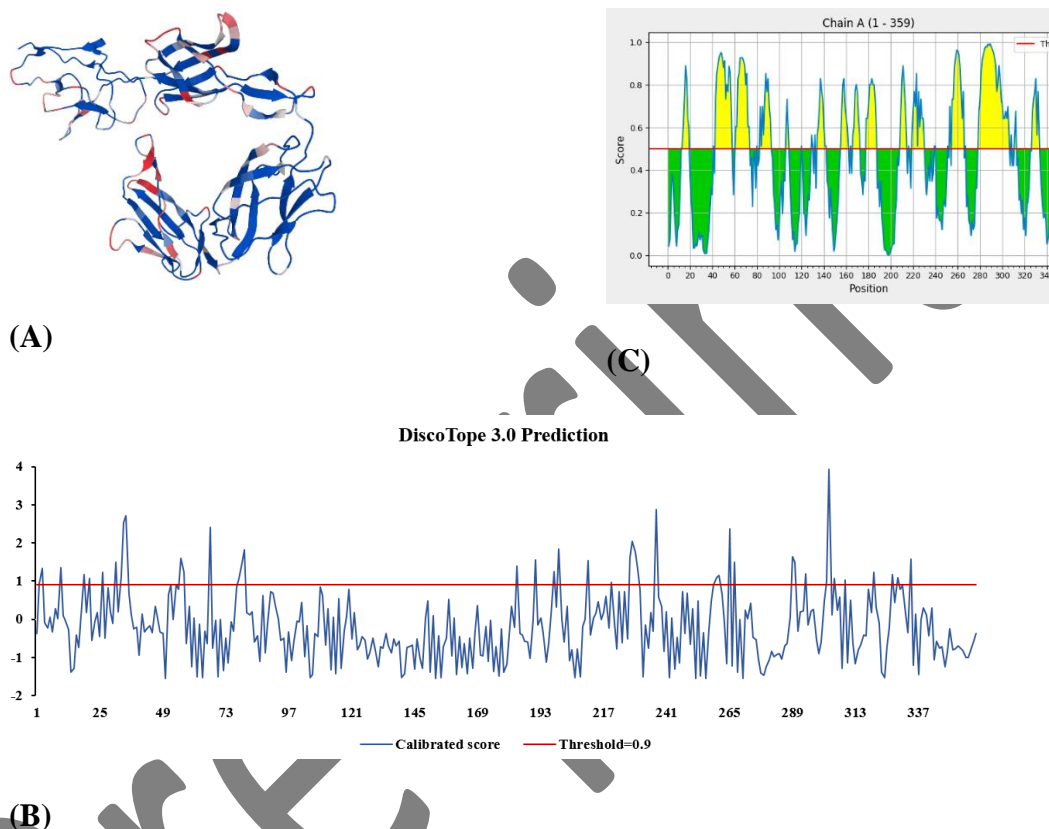 Chain A (1 - 359)
Th
1.0
0.8
0.6
0.4
0.2
0.0
Score
0 20 40 60 80 100 120 140 160 180 200 220 240 260 280 300 320
Position
(A)
(C)
DiscoTope 3.0 Prediction
4
3
2
1
0
-1
-2
1 25 49 73 97 121 145 169 193 217 241 265 289 313 337
Calibrated score Threshold=0.9
(B)